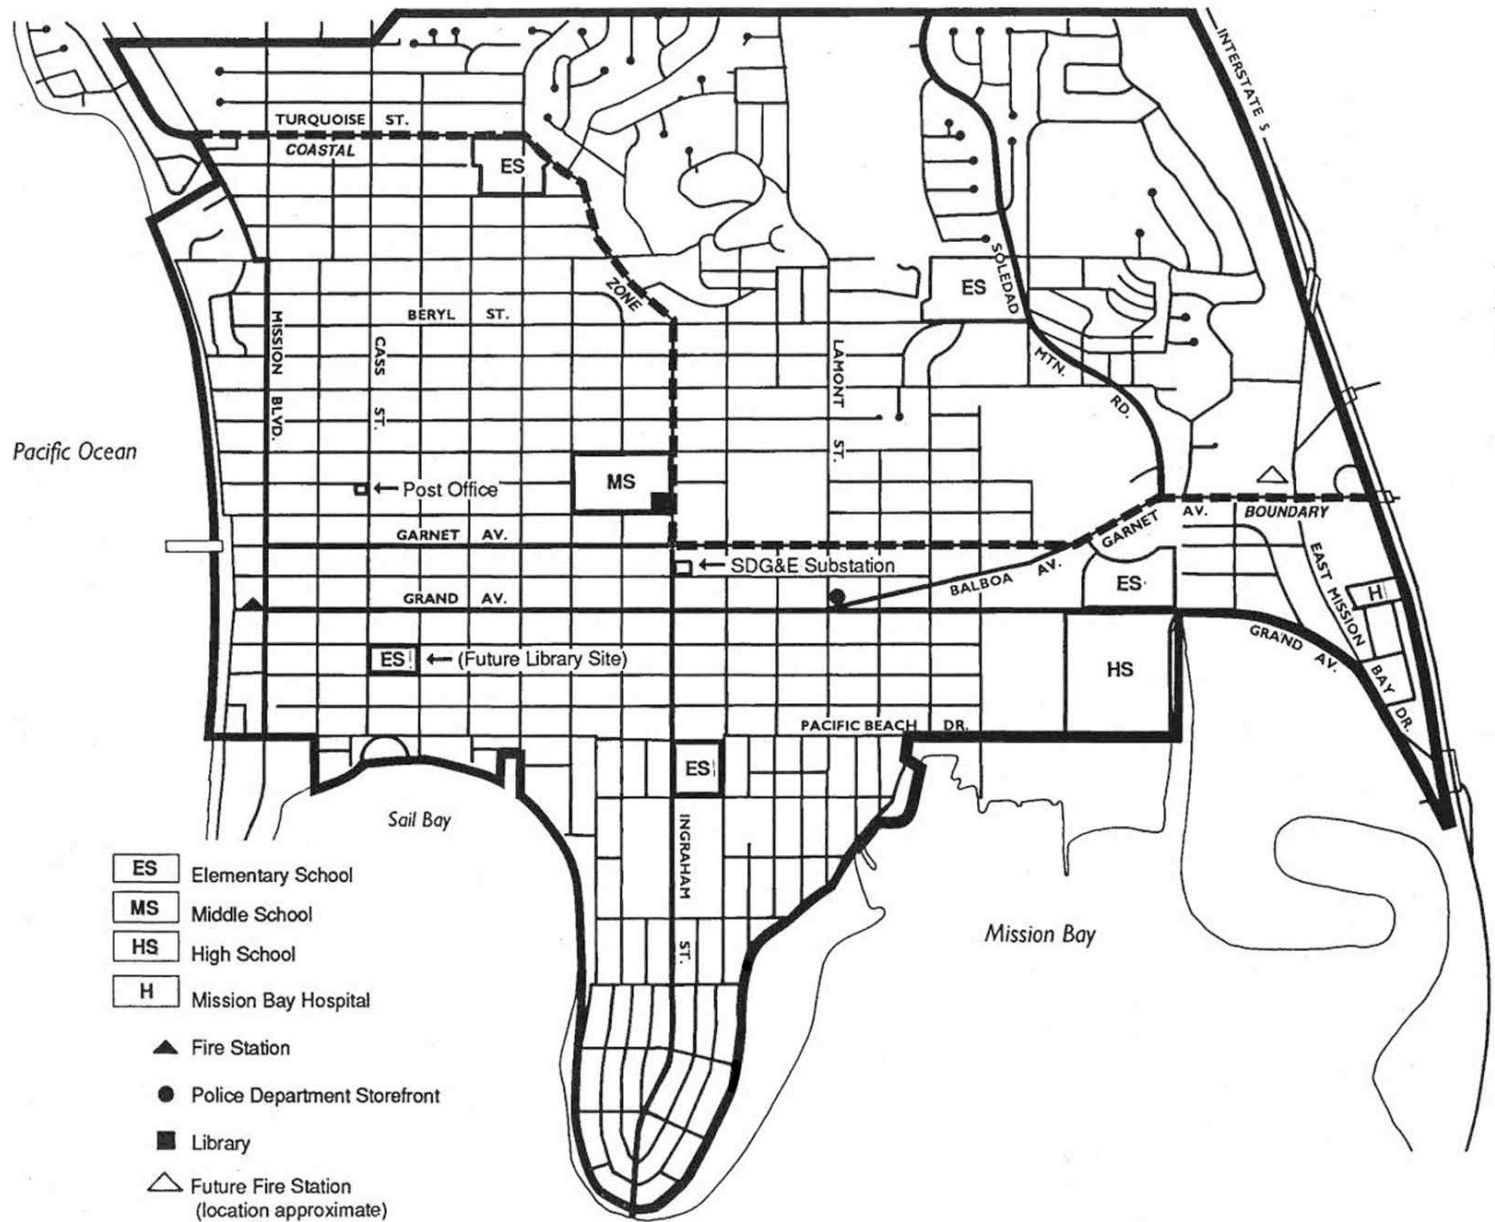 INTERSTATE 5
TURQUOISE ST.
COASTAL
ES
SOLEDAD
ZONE
ES
BERYL ST.
MISSION BLVD.
CASS ST.
LAMONT ST.
MTN.
RD.
Pacific Ocean
MS
← Post Office
GARNET AV.
GARNET AV.
BOUNDARY
← SDG&E Substation
BALBOA AV.
EAST MISSION BAY DR.
ES
H
GRAND AV.
GRAND AV.
ES ← (Future Library Site)
HS
PACIFIC BEACH DR.
ES
Sail Bay
INGRAHAM ST.
Mission Bay
ES Elementary School
MS Middle School
HS High School
H Mission Bay Hospital
Fire Station
Police Department Storefront
Library
Future Fire Station
(location approximate)